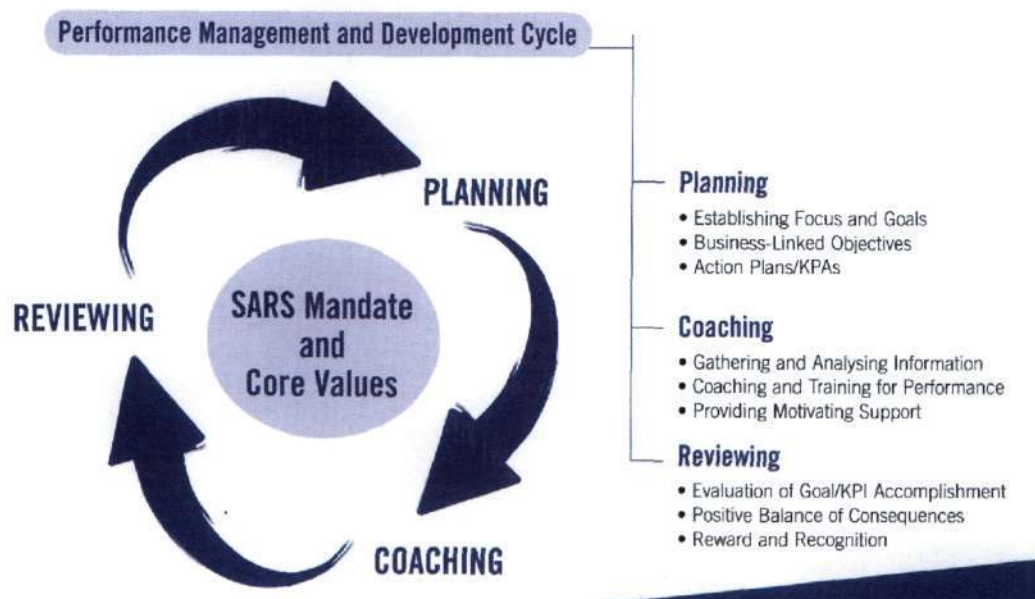 Performance Management and Development Cycle
PLANNING
REVIEWING
SARS Mandate
and
Core Values
COACHING
Planning
• Establishing Focus and Goals
• Business-Linked Objectives
• Action Plans/KPAs
Coaching
• Gathering and Analysing Information
• Coaching and Training for Performance
• Providing Motivating Support
Reviewing
• Evaluation of Goal/KPI Accomplishment
• Positive Balance of Consequences
• Reward and Recognition